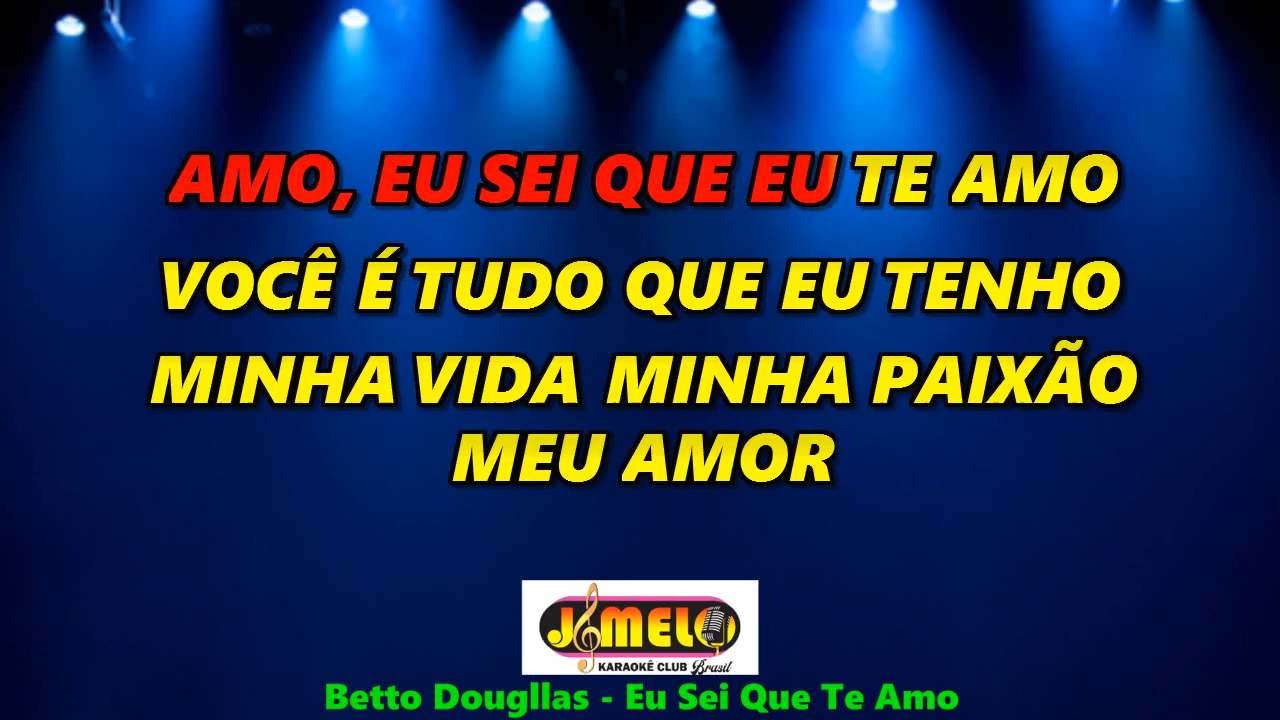 AMO, EU SEI QUE EU TE AMO
VOCÊ É TUDO QUE EU TENHO
MINHA VIDA MINHA PAIXÃO
MEU AMOR
JAMELO
KARAOKÊ CLUB Brasil
Betto Dougllas - Eu Sei Que Te Amo